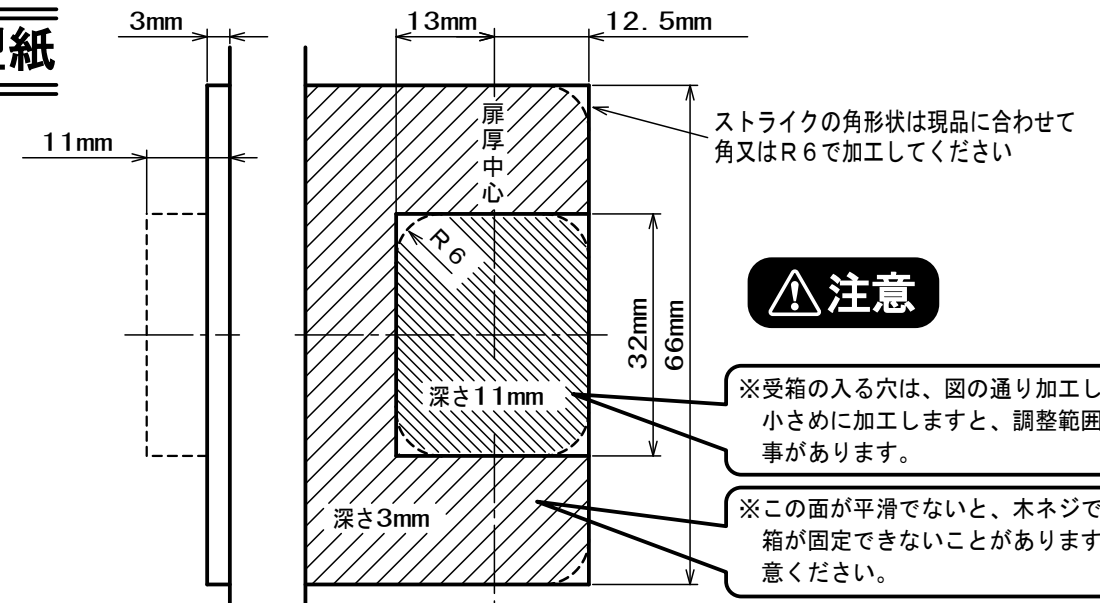 型紙
3mm
13mm
12.5mm
11mm
扉厚中心
ストライクの角形状は現品に合わせて
角又はR6で加工してください
R6
32mm
66mm
注意
深さ11mm
深さ3mm
※受箱の入る穴は、図の通り加工し
小さめに加工しますと、調整範囲
事があります。
※この面が平滑でないと、木ネジで
箱が固定できないことがあります
意ください。